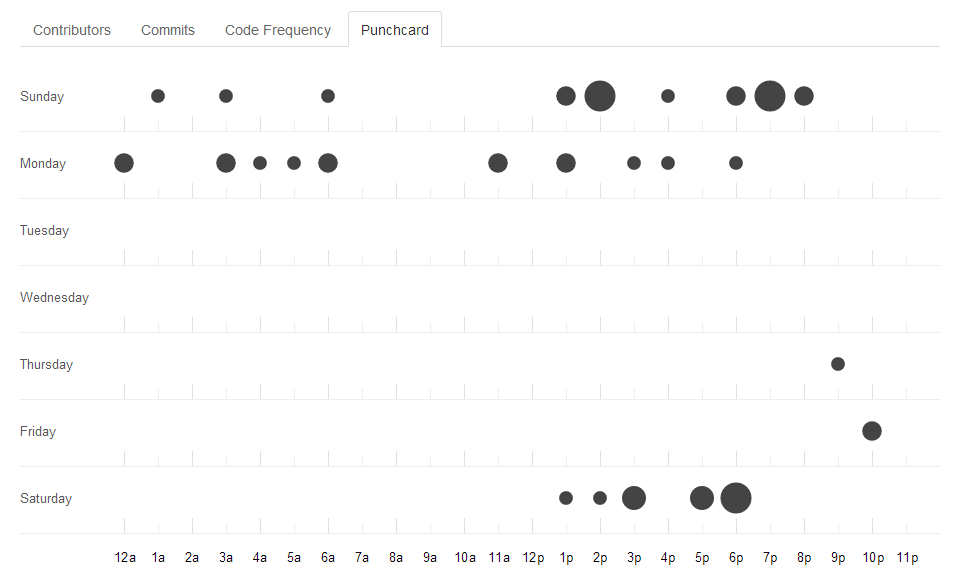 Contributors Commits Code Frequency Punchcard
Sunday
Monday
Tuesday
Wednesday
Thursday
Friday
Saturday
12a 1a 2a 3a 4a 5a 6a 7a 8a 9a 10a 11a 12p 1p 2p 3p 4p 5p 6p 7p 8p 9p 10p 11p